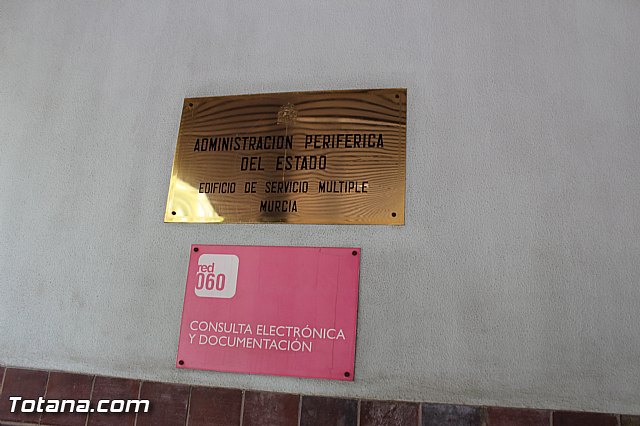 ADMINISTRACION PERIFERICA
DEL ESTADO
EDIFICIO DE SERVICIO MULTIPLE
MURCIA
red
060
CONSULTA ELECTRÓNICA
Y DOCUMENTACIÓN
Totana.com